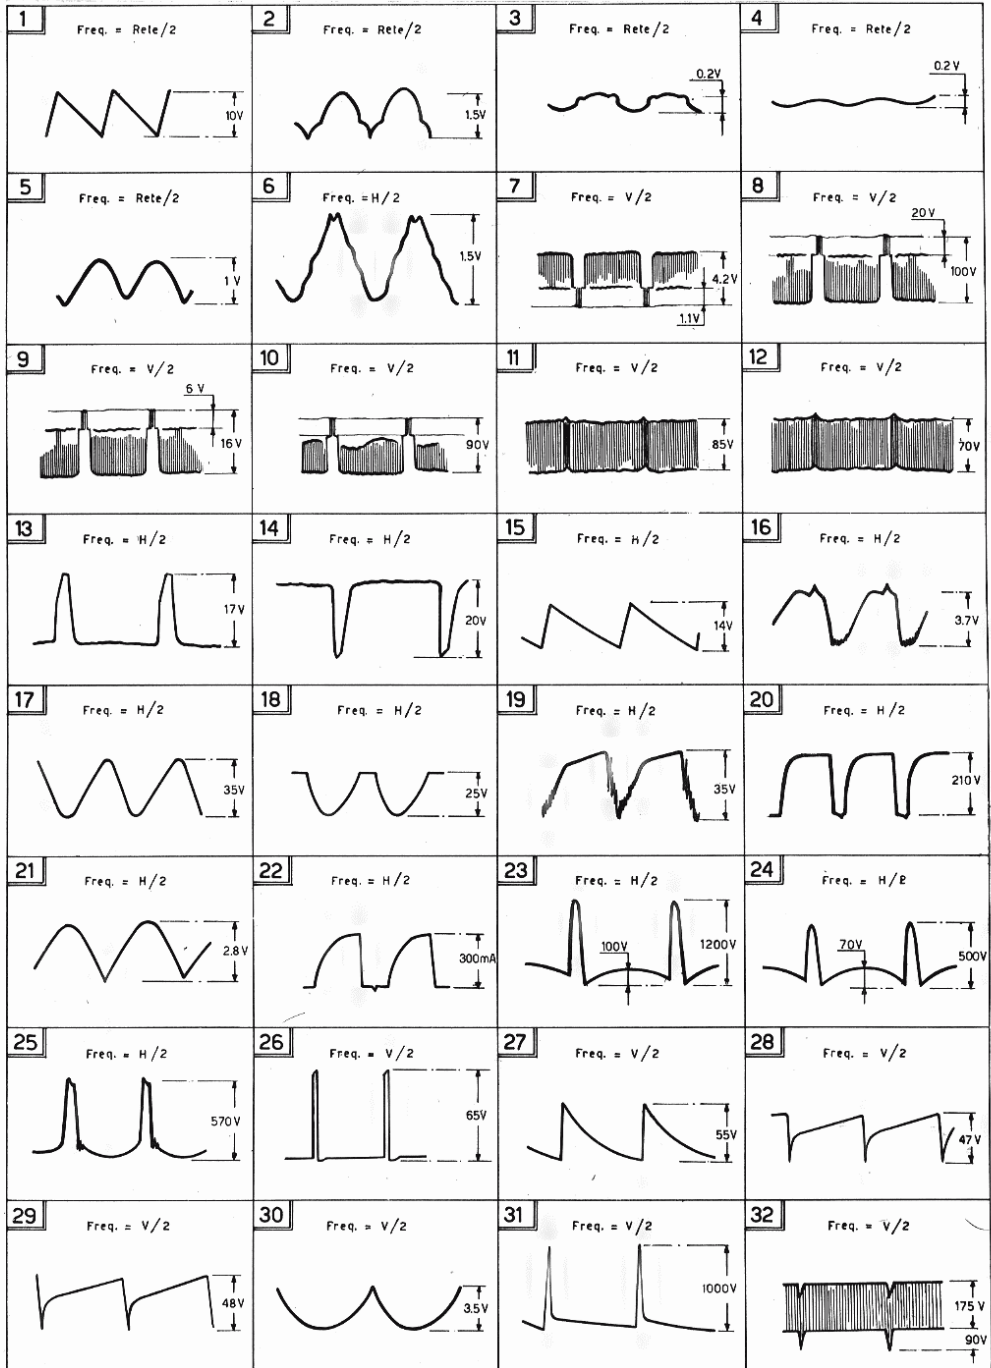 1
Freq. = Rete/2
10V
2
Freq. = Rete/2
1.5V
3
Freq. = Rete/2
0.2V
4
Freq. = Rete/2
0.2V
5
Freq. = Rete/2
1V
6
Freq. = H/2
1.5V
7
Freq. = V/2
4.2V
1.1V
8
Freq. = V/2
20V
100V
9
Freq. = V/2
6 V
16V
10
Freq. = V/2
90V
11
Freq. = V/2
85V
12
Freq. = V/2
70V
13
Freq. = H/2
17V
14
Freq. = H/2
20V
15
Freq. = H/2
14V
16
Freq. = H/2
3.7V
17
Freq. = H/2
35V
18
Freq. = H/2
25V
19
Freq. = H/2
35V
20
Freq. = H/2
210V
21
Freq. = H/2
2.8V
22
Freq. = H/2
300mA
23
Freq. = H/2
100V
1200V
24
Freq. = H/2
70V
500V
25
Freq. = H/2
570V
26
Freq. = V/2
65V
27
Freq. = V/2
55V
28
Freq. = V/2
47V
29
Freq. = V/2
48V
30
Freq. = V/2
3.5V
31
Freq. = V/2
1000V
32
Freq. = V/2
175V
90V